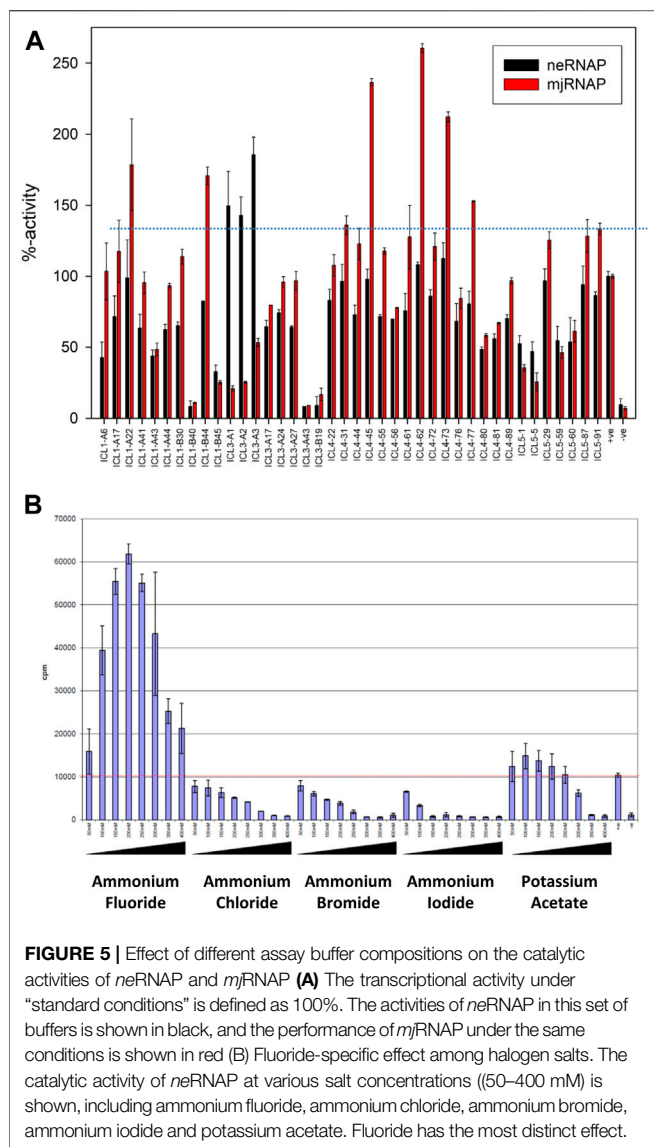 A
neRNAP
mjRNAP
250
200
150
100
50
0
%-activity
ICL1-A6
ICL1-A17
ICL1-A22
ICL1-A41
ICL1-A43
ICL1-A44
ICL1-B30
ICL1-B40
ICL1-B44
ICL1-B45
ICL3-A1
ICL3-A2
ICL3-A3
ICL3-A17
ICL3-A24
ICL3-A27
ICL3-A43
ICL3-B19
ICL4-22
ICL4-31
ICL4-44
ICL4-45
ICL4-55
ICL4-56
ICL4-61
ICL4-62
ICL4-72
ICL4-73
ICL4-76
ICL4-77
ICL4-80
ICL4-81
ICL4-89
ICL5-1
ICL5-5
ICL5-29
ICL5-59
ICL5-60
ICL5-87
ICL5-91
+ve
-ve
B
70000
60000
50000
40000
30000
20000
10000
0
cpm
Ammonium Ammonium Ammonium Ammonium Potassium
Fluoride Chloride Bromide Iodide Acetate
FIGURE 5 | Effect of different assay buffer compositions on the catalytic
activities of neRNAP and mjRNAP (A) The transcriptional activity under
“standard conditions” is defined as 100%. The activities of neRNAP in this set of
buffers is shown in black, and the performance of mjRNAP under the same
conditions is shown in red (B) Fluoride-specific effect among halogen salts. The
catalytic activity of neRNAP at various salt concentrations ((50–400 mM) is
shown, including ammonium fluoride, ammonium chloride, ammonium bromide,
ammonium iodide and potassium acetate. Fluoride has the most distinct effect.